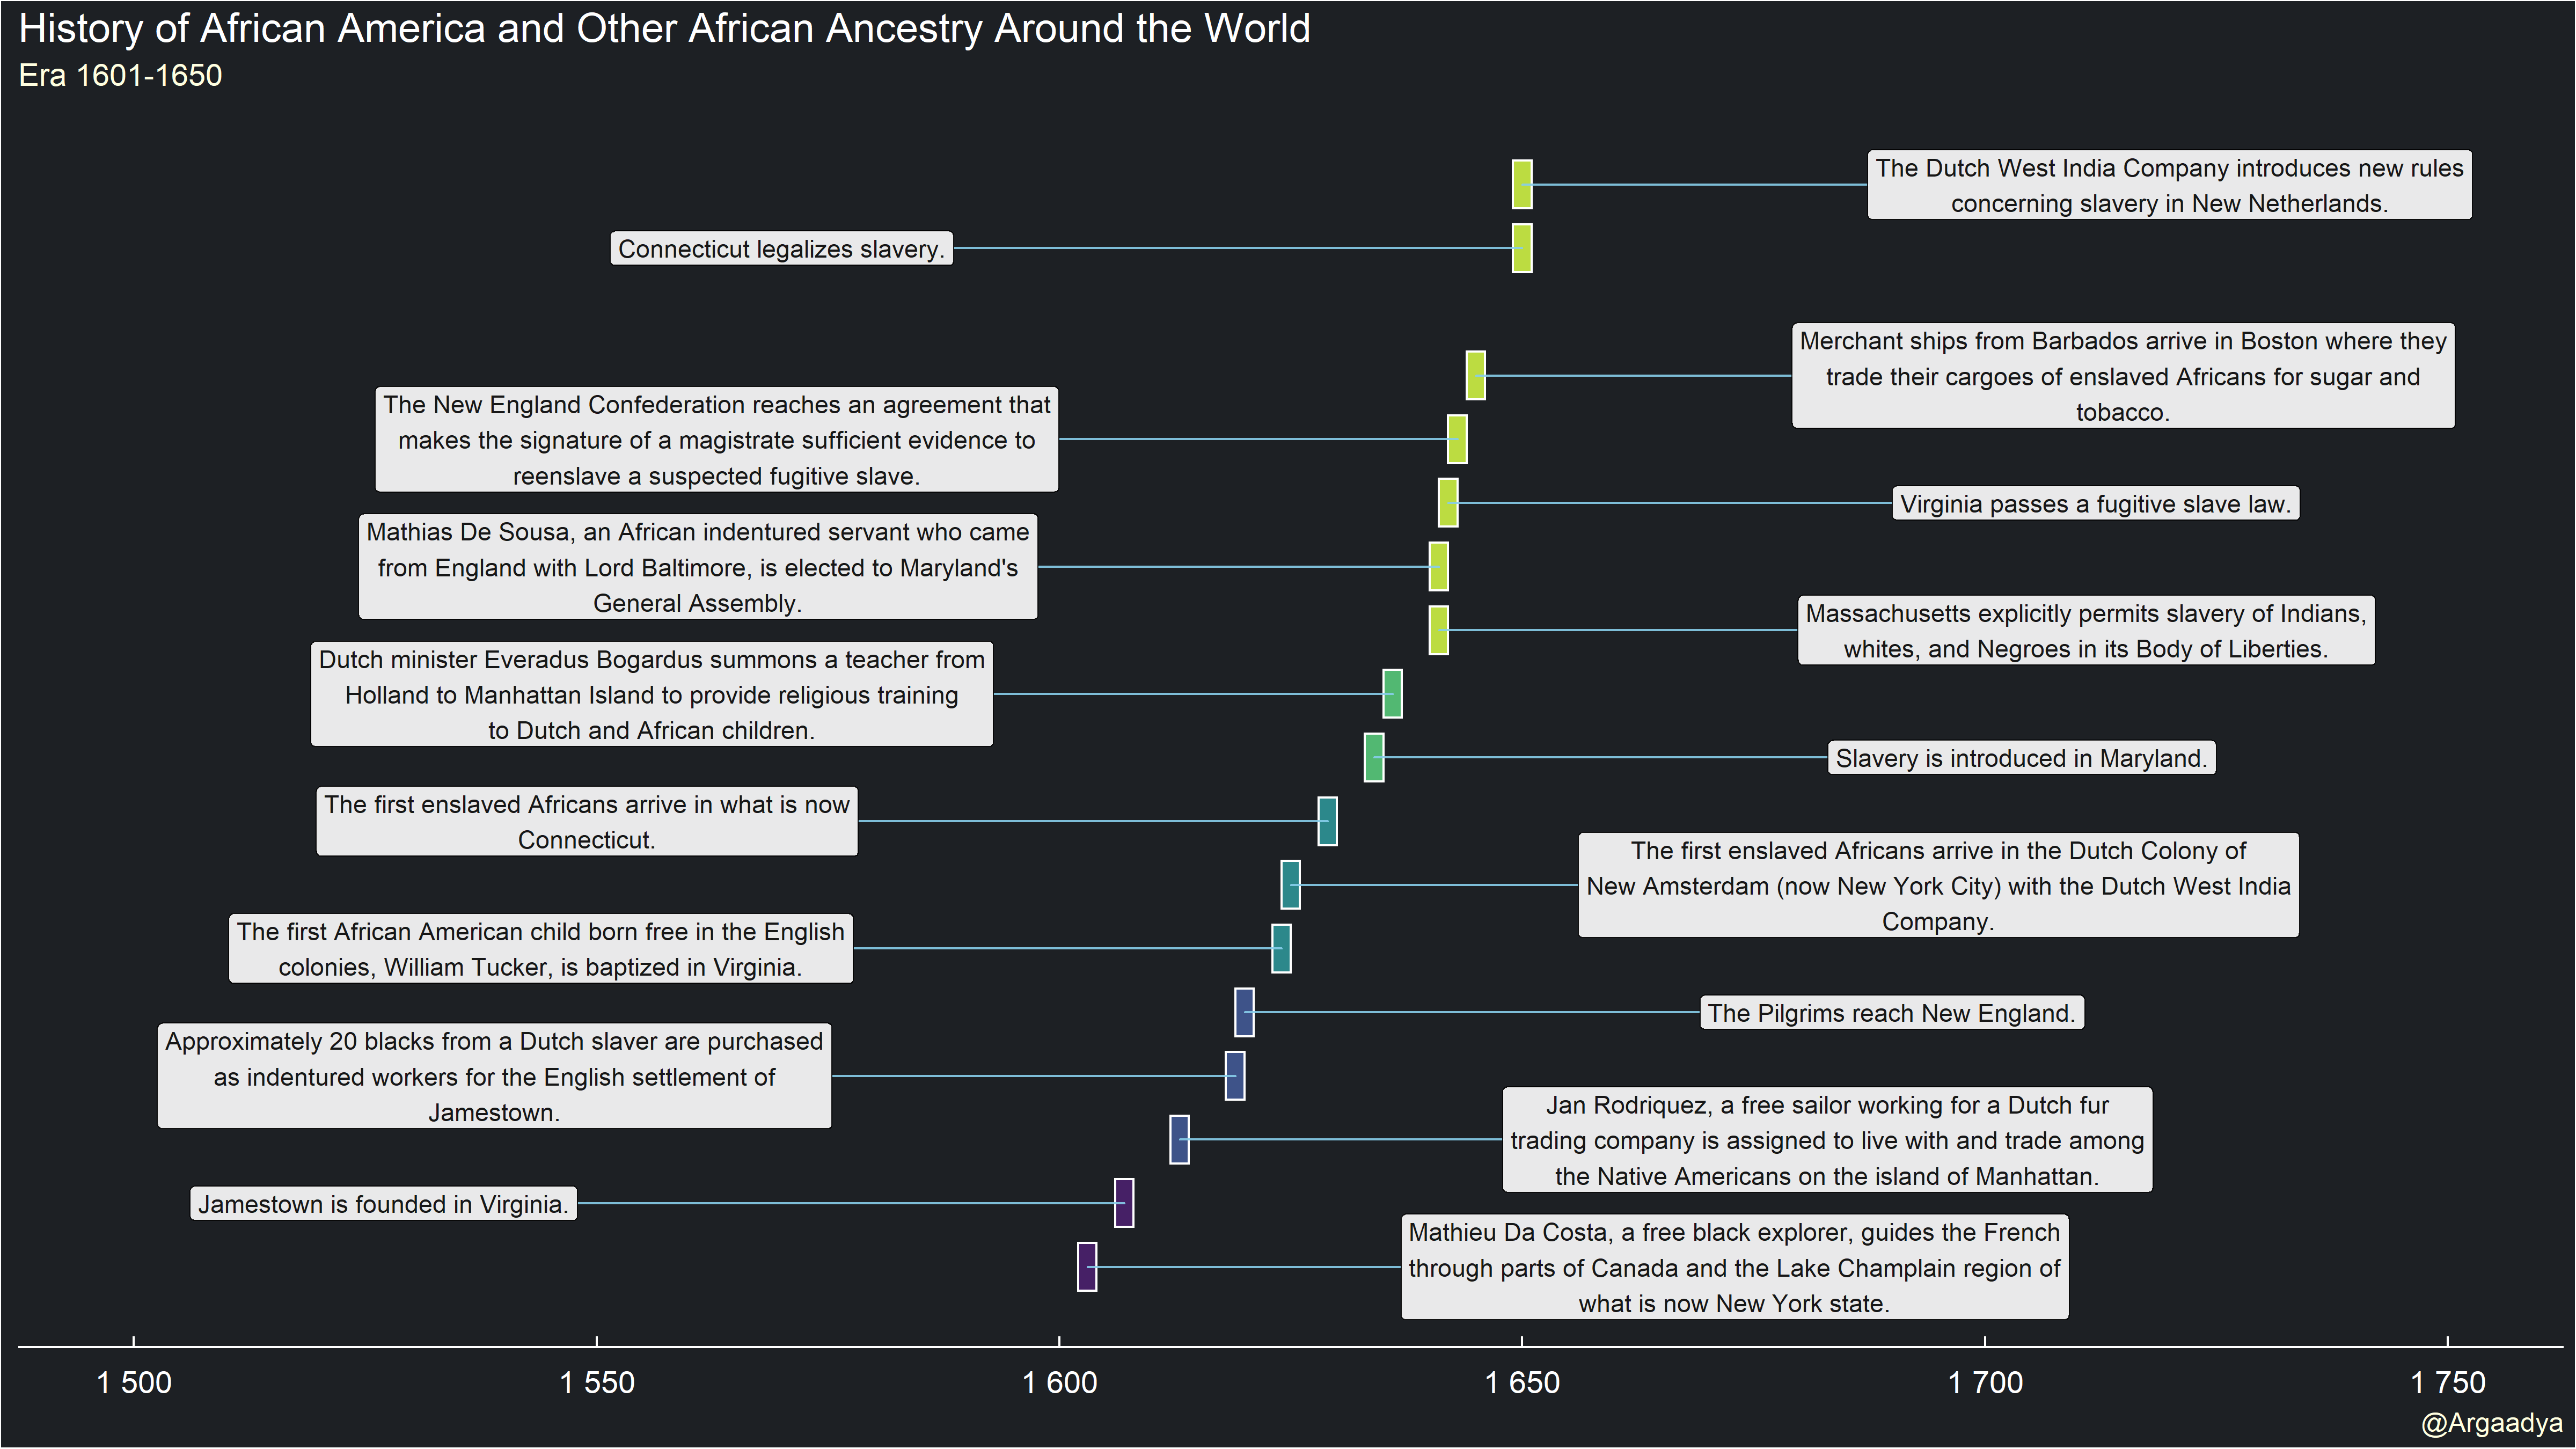 History of African America and Other African Ancestry Around the World
Era 1601-1650
The Dutch West India Company introduces new rules
concerning slavery in New Netherlands.
Connecticut legalizes slavery.
Merchant ships from Barbados arrive in Boston where they
trade their cargoes of enslaved Africans for sugar and
tobacco.
The New England Confederation reaches an agreement that
makes the signature of a magistrate sufficient evidence to
reenslave a suspected fugitive slave.
Virginia passes a fugitive slave law.
Mathias De Sousa, an African indentured servant who came
from England with Lord Baltimore, is elected to Maryland's
General Assembly.
Massachusetts explicitly permits slavery of Indians,
whites, and Negroes in its Body of Liberties.
Dutch minister Everadus Bogardus summons a teacher from
Holland to Manhattan Island to provide religious training
to Dutch and African children.
Slavery is introduced in Maryland.
The first enslaved Africans arrive in what is now
Connecticut.
The first enslaved Africans arrive in the Dutch Colony of
New Amsterdam (now New York City) with the Dutch West India
Company.
The first African American child born free in the English
colonies, William Tucker, is baptized in Virginia.
The Pilgrims reach New England.
Approximately 20 blacks from a Dutch slaver are purchased
as indentured workers for the English settlement of
Jamestown.
Jan Rodriquez, a free sailor working for a Dutch fur
trading company is assigned to live with and trade among
the Native Americans on the island of Manhattan.
Jamestown is founded in Virginia.
Mathieu Da Costa, a free black explorer, guides the French
through parts of Canada and the Lake Champlain region of
what is now New York state.
1 500 1 550 1 600 1 650 1 700 1 750
@Argaadya